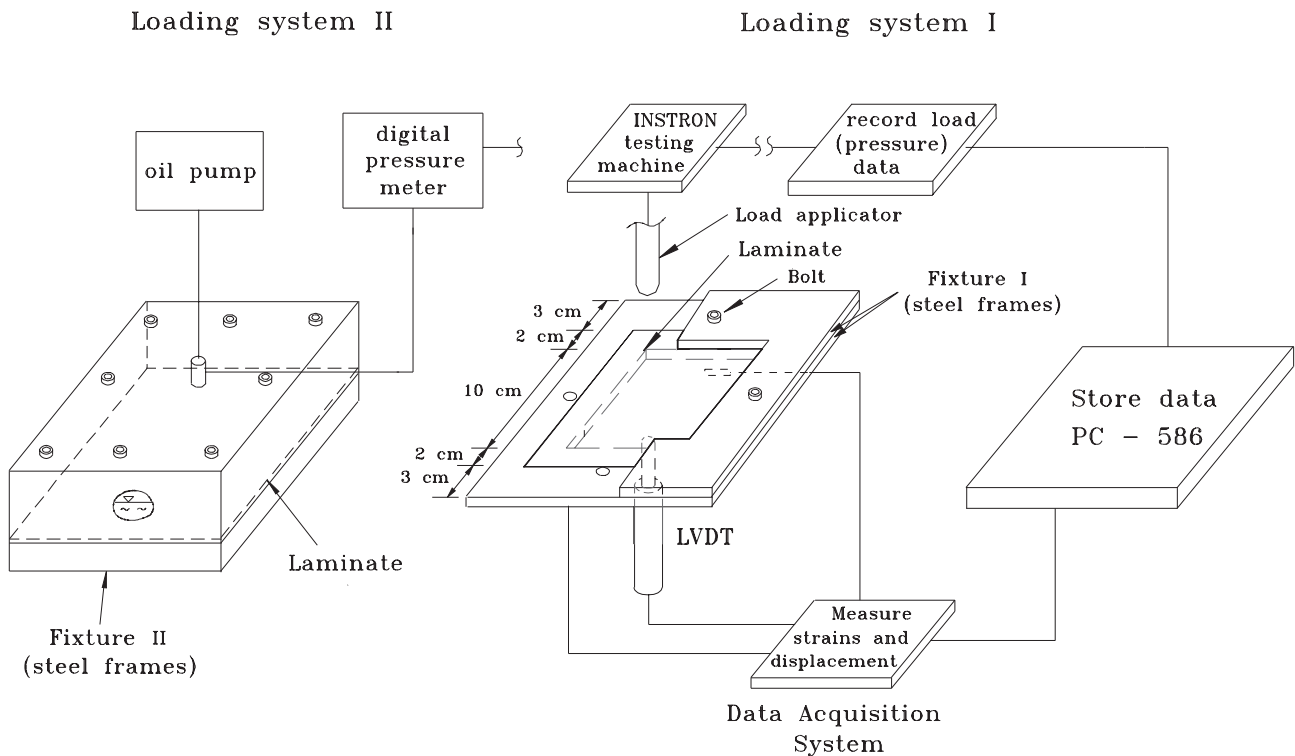 Loading system II
Loading system I
oil pump
digital
pressure
meter
INSTRON
testing
machine
record load
(pressure)
data
Load applicator
Laminate
Bolt
Fixture I
(steel frames)
3 cm
2 cm
10 cm
2 cm
3 cm
Store data
PC - 586
LVDT
Laminate
Fixture II
(steel frames)
Measure
strains and
displacement
Data Acquisition
System